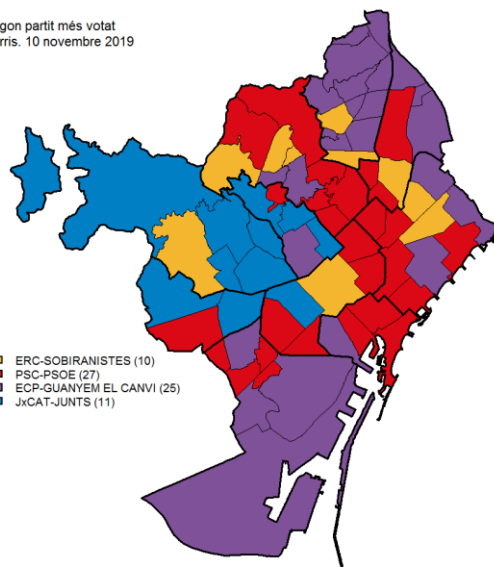 gon partit més votat
rris. 10 novembre 2019
ERC-SOBIRANISTES (10)
PSC-PSOE (27)
ECP-GUANYEM EL CANVI (25)
JxCAT-JUNTS (11)